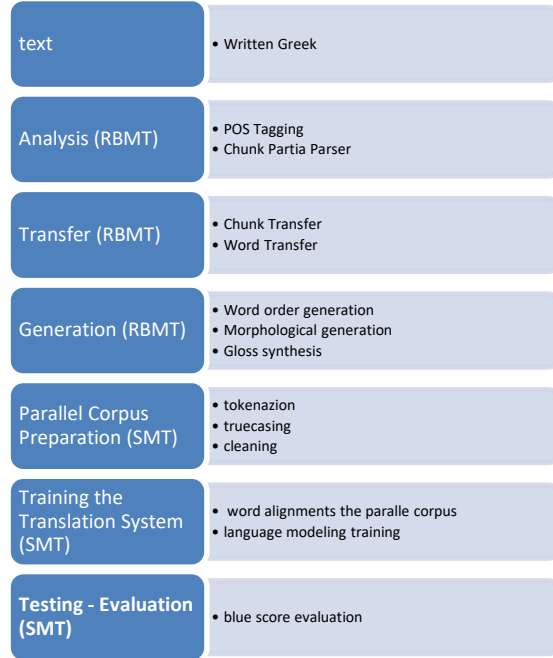 text
• Written Greek
Analysis (RBMT)
• POS Tagging
• Chunk Partia Parser
Transfer (RBMT)
• Chunk Transfer
• Word Transfer
Generation (RBMT)
• Word order generation
• Morphological generation
• Gloss synthesis
Parallel Corpus
Preparation (SMT)
• tokenazion
• truecasing
• cleaning
Training the
Translation System
(SMT)
• word alignments the paralle corpus
• language modeling training
Testing - Evaluation
(SMT)
• blue score evaluation